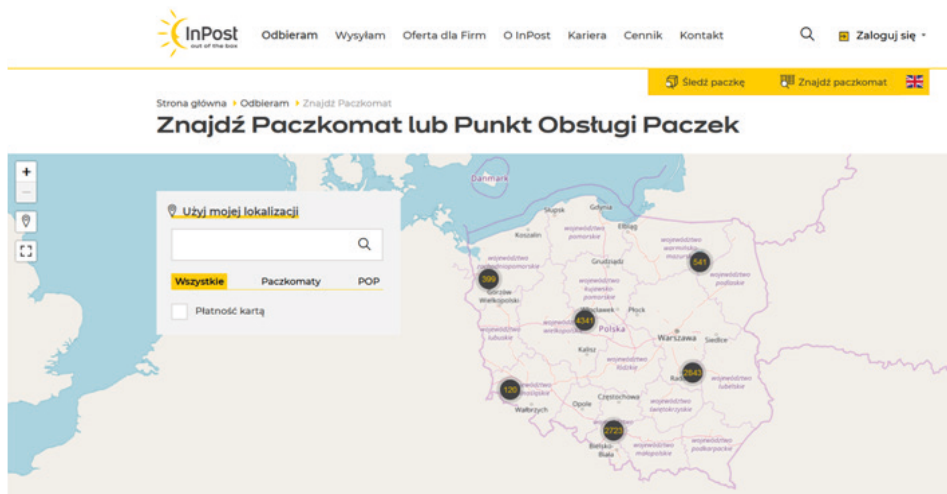 InPost
out of the box
Odbieram Wysyłam Oferta dla Firm O InPost Kariera Cennik Kontakt
Zaloguj się
Śledź paczkę
Znajdź paczkomat
Strona główna Odbieram Znajdź Paczkomat
Znajdź Paczkomat lub Punkt Obsługi Paczek
+
Użyj mojej lokalizacji
Wszystkie Paczkomaty POP
Płatność kartą
Danmark
Słupsk
Gdynia
Koszalin
województwo
pomorskie
Elbląg
województwo
warmińsko-
mazur
541
województwo
podlaskie
województwo
zachodniopomorskie
399
Grudziądz
Gorzów
Wielkopolski
województwo
kujawsko-
pomorskie
4341
Płock
województwo
lubuskie
Polska
Warszawa
Siedlce
Kalisz
województwo
łódzkie
2843
województwo
lubelskie
120
Wałbrzych
Opole
Częstochowa
województwo
świętokrzyskie
2723
Bielsko-
Biała
województwo
małopolskie
województwo
podkarpackie